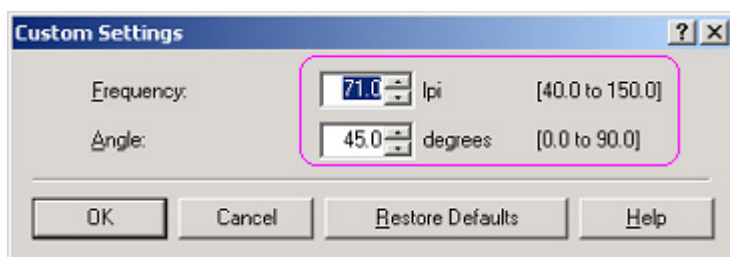 Custom Settings
Frequency: 71.0 lpi [40.0 to 150.0]
Angle: 45.0 degrees [0.0 to 90.0]
OK Cancel Restore Defaults Help